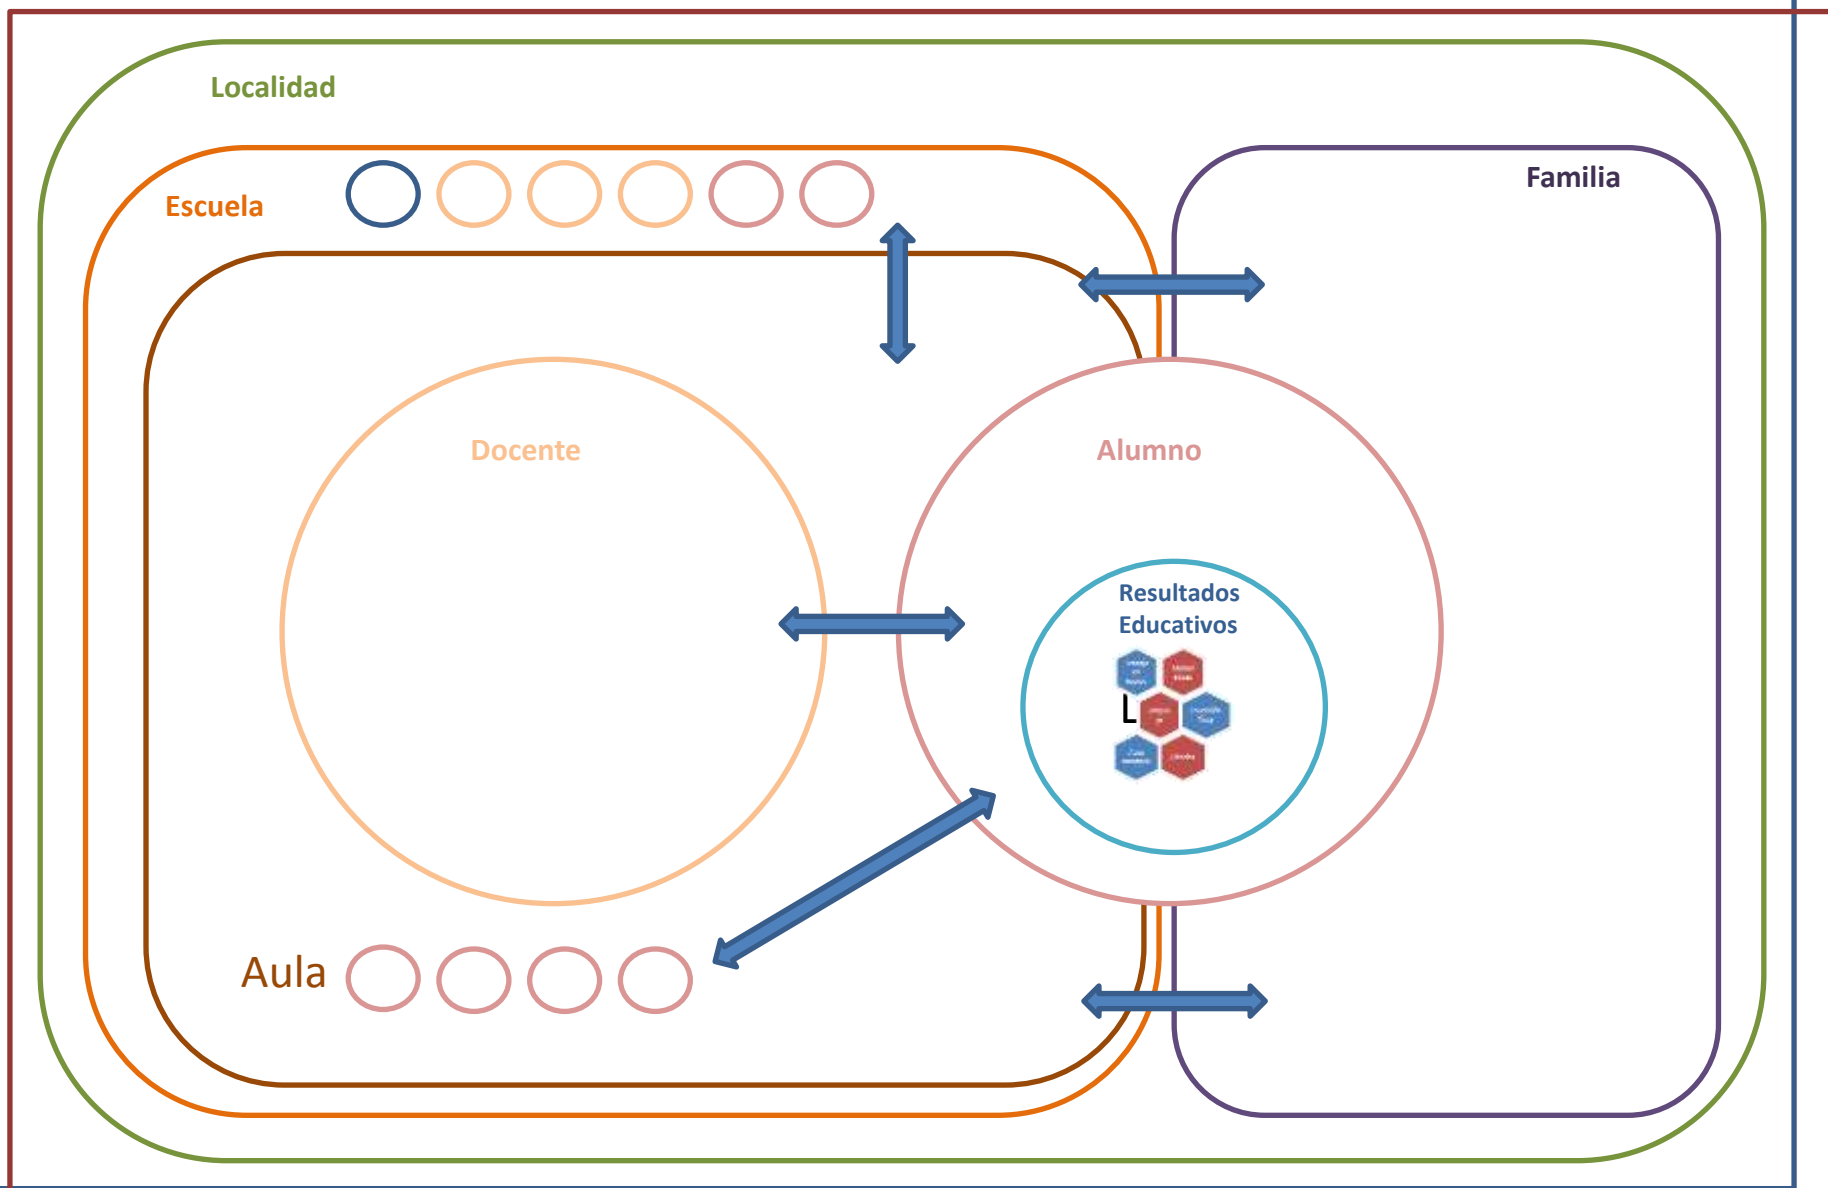 Localidad
Familia
Escuela
Docente
Alumno
Resultados
Educativos
L
Aula